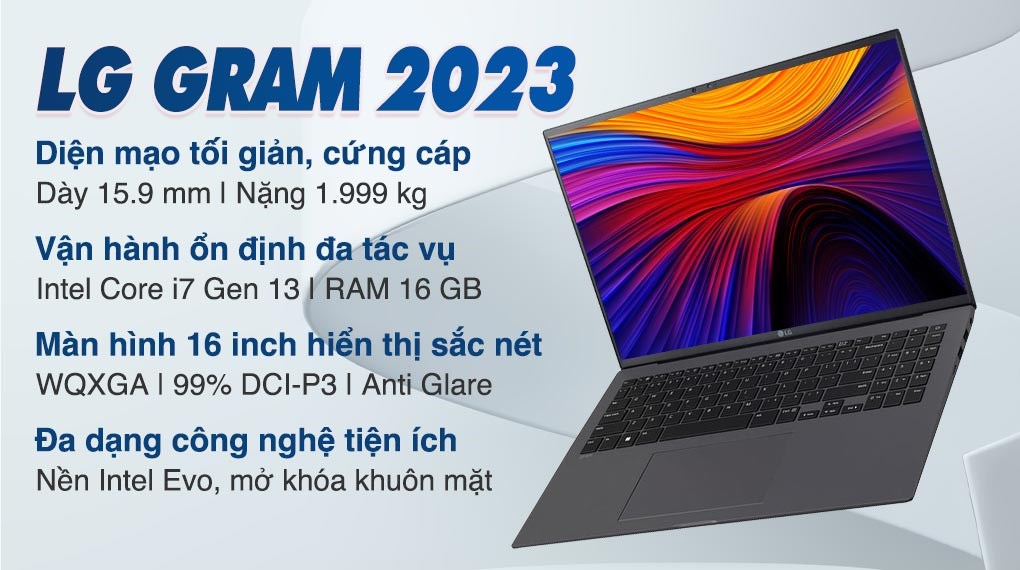 LG GRAM 2023
Diện mạo tối giản, cứng cáp
Dày 15.9 mm | Nặng 1.999 kg
Vận hành ổn định đa tác vụ
Intel Core i7 Gen 13 | RAM 16 GB
Màn hình 16 inch hiển thị sắc nét
WQXGA | 99% DCI-P3 | Anti Glare
Đa dạng công nghệ tiện ích
Nền Intel Evo, mở khóa khuôn mặt
LG